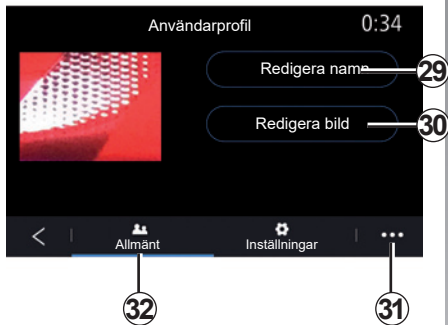 Användarprofil 0:34
Redigera namn 29
Redigera bild 30
< Allmänt Inställningar ...
32 31